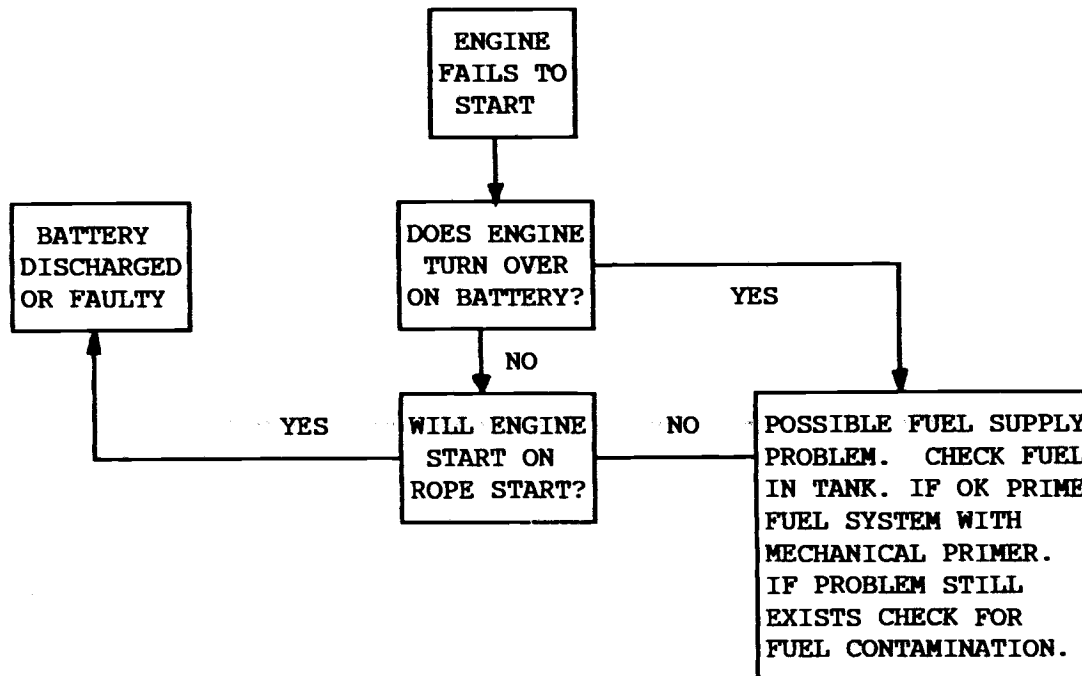 ENGINE
FAILS TO
START
BATTERY
DISCHARGED
OR FAULTY
DOES ENGINE
TURN OVER
ON BATTERY?
YES
NO
YES
WILL ENGINE
START ON
ROPE START?
NO
POSSIBLE FUEL SUPPLY
PROBLEM. CHECK FUEL
IN TANK. IF OK PRIME
FUEL SYSTEM WITH
MECHANICAL PRIMER.
IF PROBLEM STILL
EXISTS CHECK FOR
FUEL CONTAMINATION.